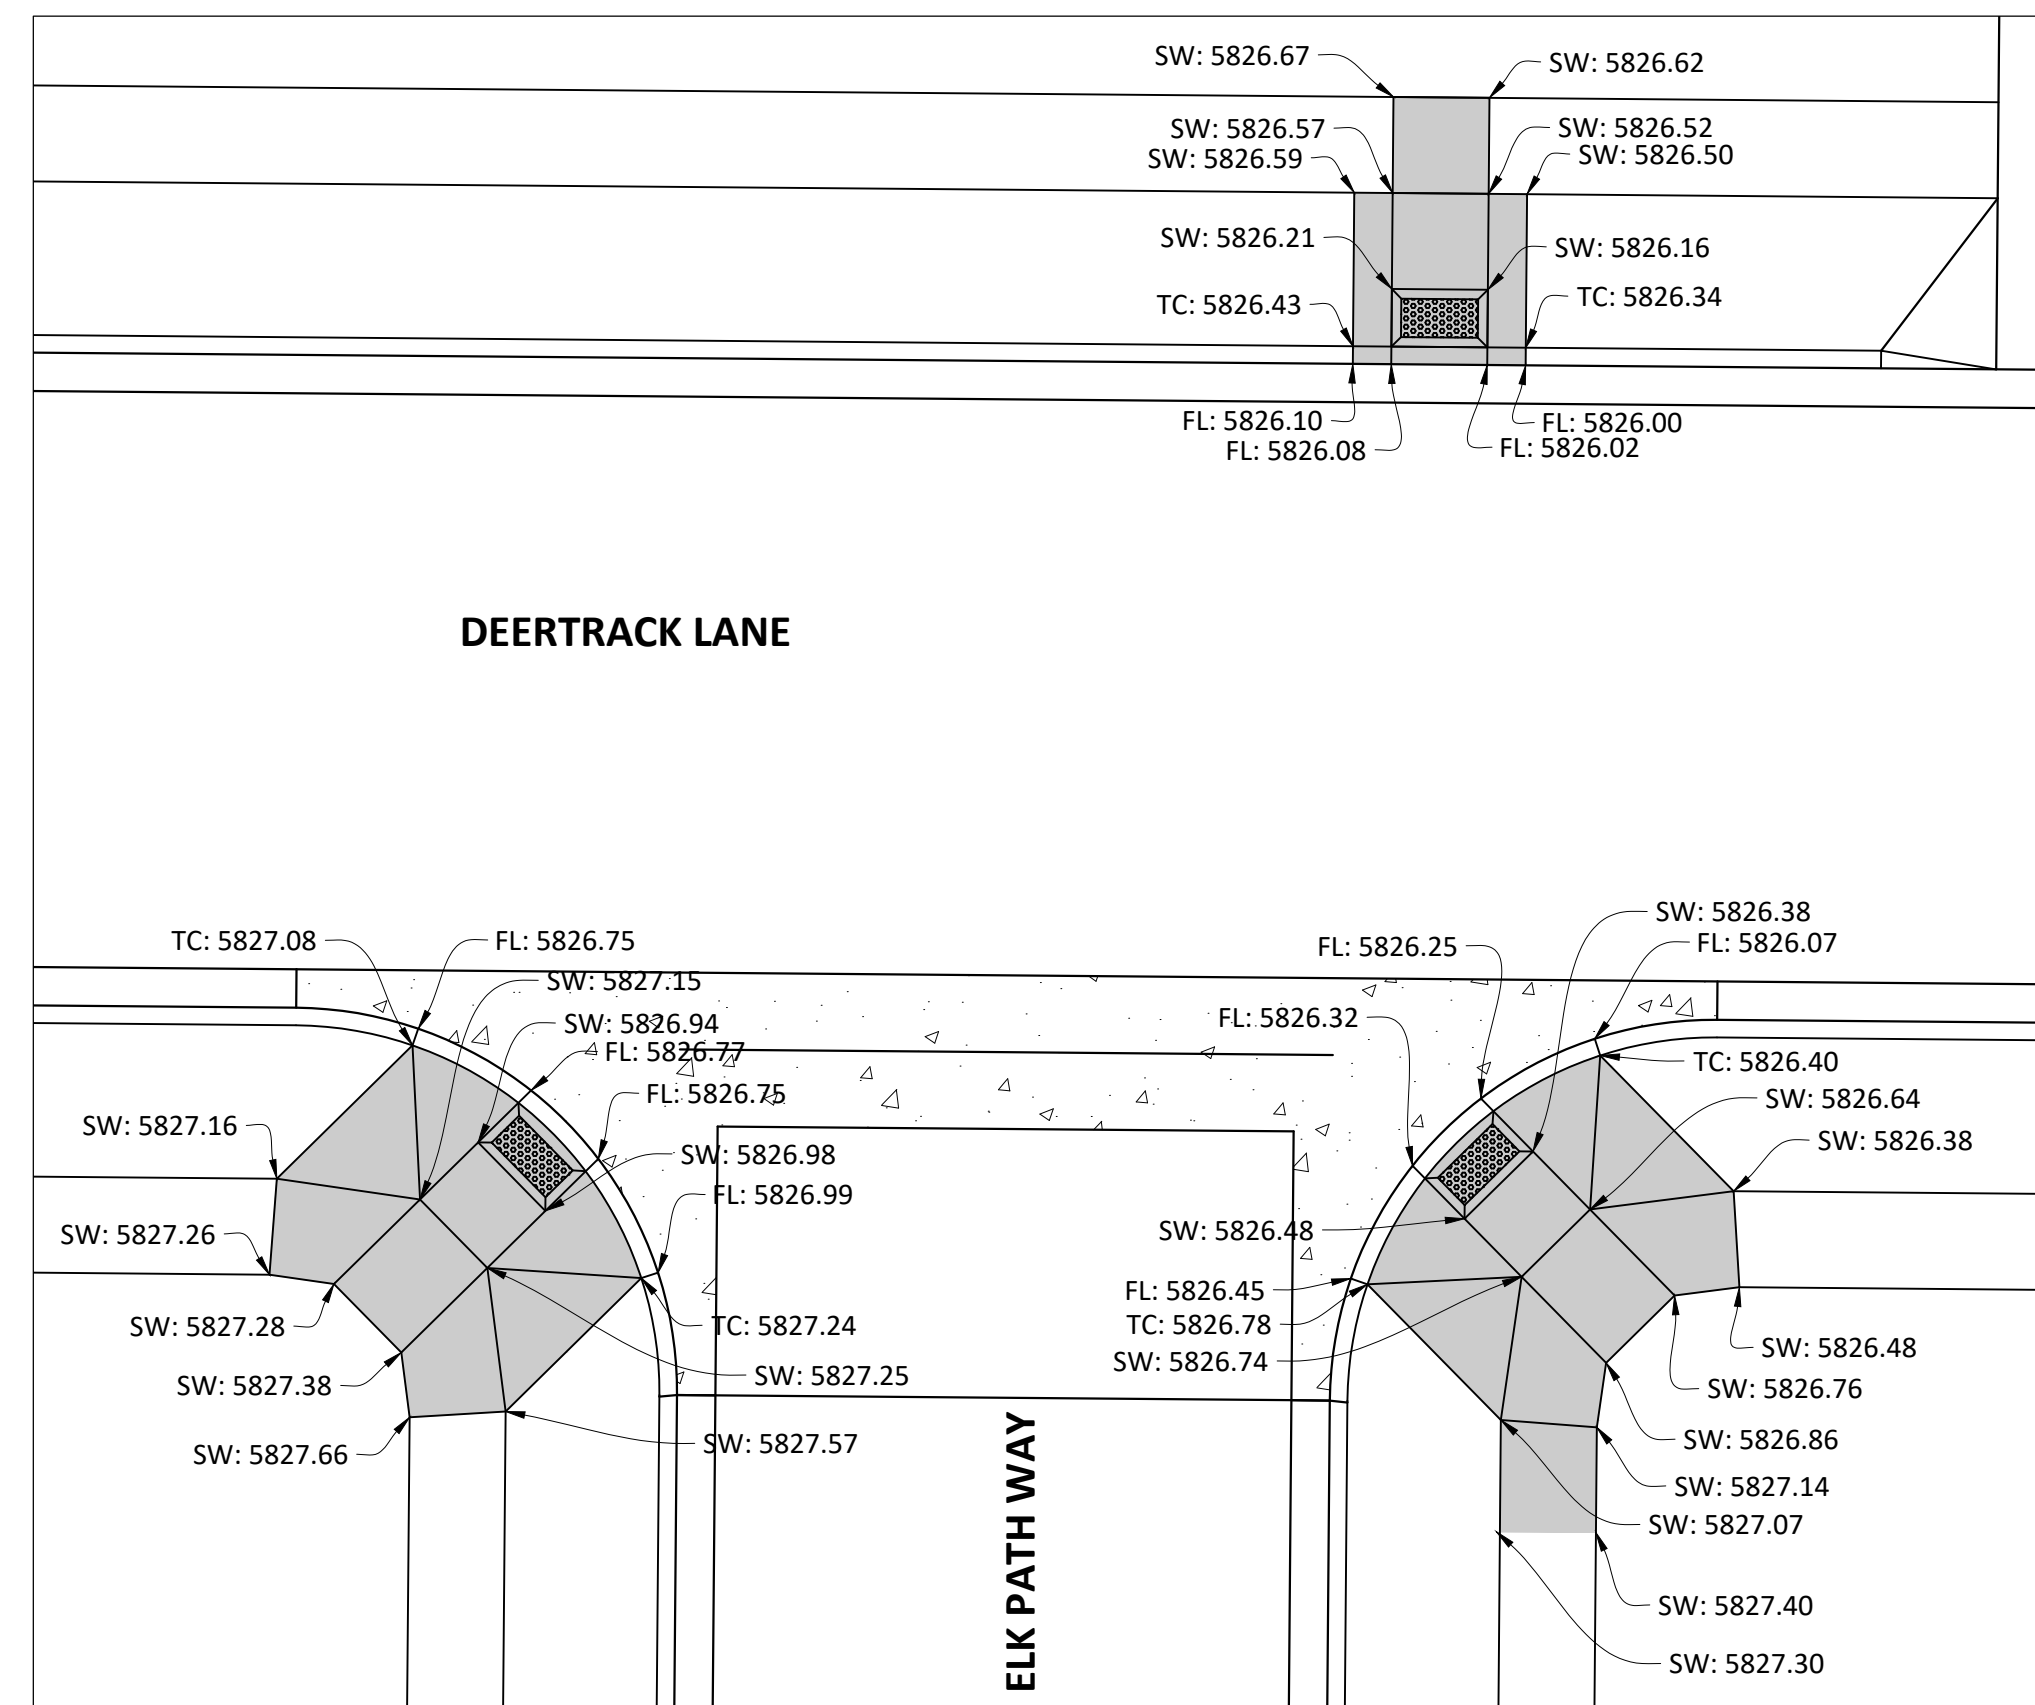 SW: 5826.67
SW: 5826.62
SW: 5826.57
SW: 5826.52
SW: 5826.59
SW: 5826.50
SW: 5826.21
SW: 5826.16
TC: 5826.43
TC: 5826.34
FL: 5826.10
FL: 5826.00
FL: 5826.08
FL: 5826.02
DEERTRACK LANE
TC: 5827.08
FL: 5826.75
SW: 5827.15
SW: 5826.94
FL: 5826.77
FL: 5826.75
SW: 5827.16
SW: 5826.98
FL: 5826.99
SW: 5827.26
SW: 5827.28
TC: 5827.24
SW: 5827.38
SW: 5827.25
SW: 5827.66
SW: 5827.57
SW: 5826.38
FL: 5826.25
FL: 5826.07
FL: 5826.32
TC: 5826.40
SW: 5826.64
SW: 5826.38
SW: 5826.48
FL: 5826.45
TC: 5826.78
SW: 5826.74
SW: 5826.48
SW: 5826.76
SW: 5826.86
SW: 5827.14
SW: 5827.07
SW: 5827.40
SW: 5827.30
ELK PATH WAY